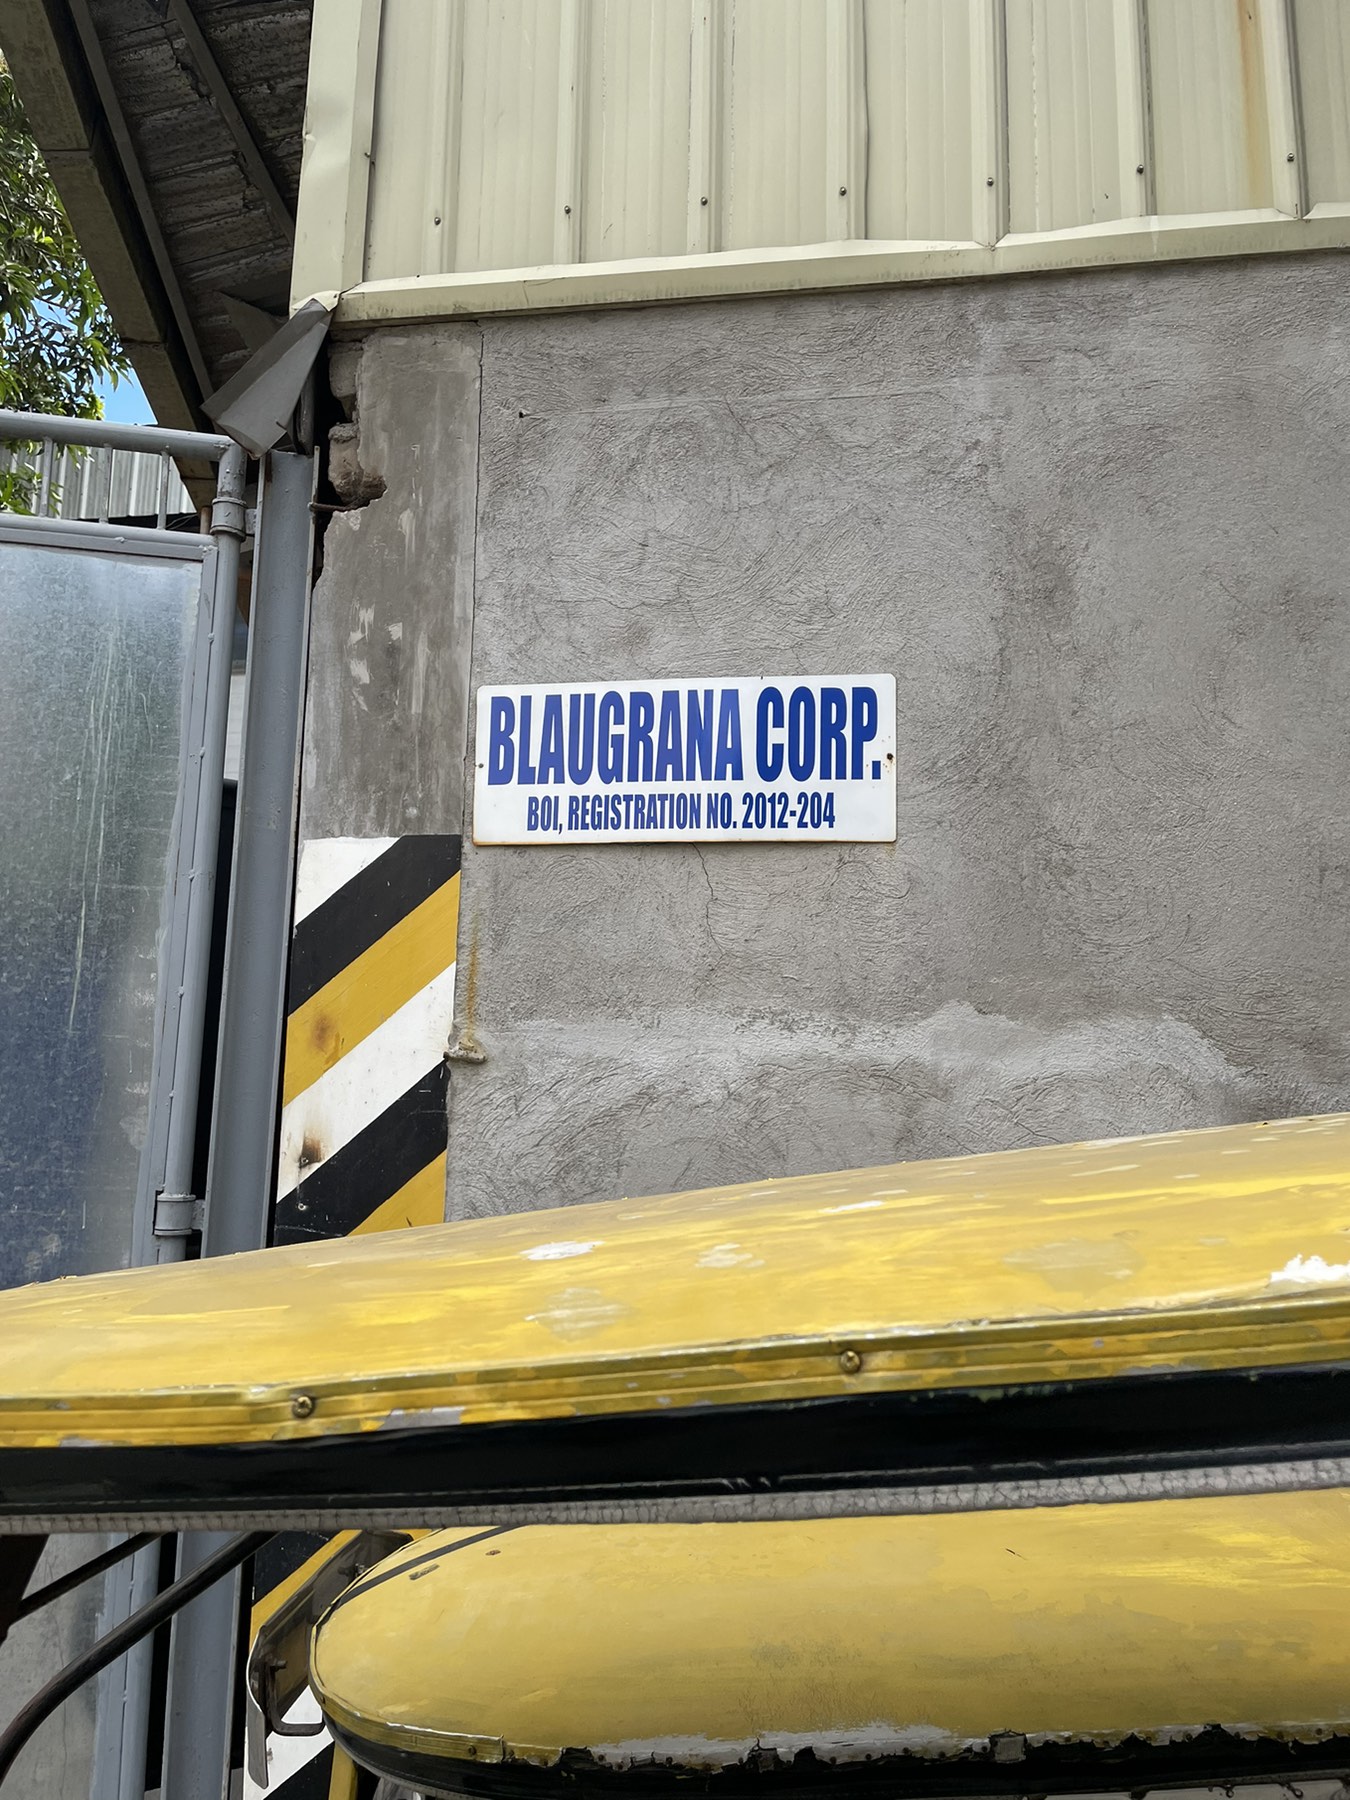 BLAUGRANA CORP.
BOI, REGISTRATION NO. 2012-204